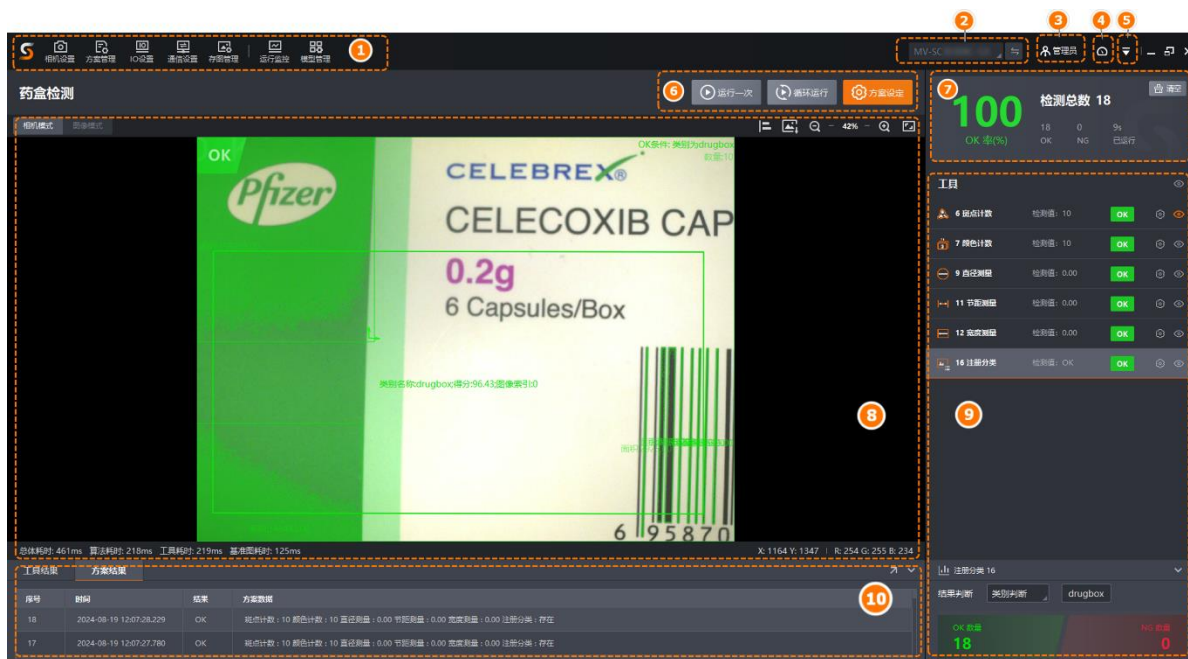 2 3 4 5
S 相机设置 方案管理 IO设置 通信设置 存图管理 运行监控 模型管理 1
MV-SC 管理员
药盒检测
6 运行一次 循环运行 方案设定
7 100 检测总数 18 清空
OK 率(%) 18 OK 0 NG 9s 已运行
相机模式 图像模式 42%
OK OK条件: 类别为drugbox
数量:10
Pfizer
CELEBREX®
CELECOXIB CAP
0.2g
6 Capsules/Box
类别名称:drugbox;得分:96.43;图像索引:0
8
6 95870
总体耗时: 461ms 算法耗时: 218ms 工具耗时: 219ms 基准图耗时: 125ms X: 1164 Y: 1347 | R: 254 G: 255 B: 234
工具
6 斑点计数 检测值: 10 OK
7 颜色计数 检测值: 10 OK
9 直径测量 检测值: 0.00 OK
11 节距测量 检测值: 0.00 OK
12 宽度测量 检测值: 0.00 OK
16 注册分类 检测值: OK OK
9
注册分类 16
结果判断 类别判断 drugbox
OK 数量 NG 数量
18 0
工具结果 方案结果
10
序号 时间 结果 方案数据
18 2024-08-19 12:07:28.229 OK 斑点计数 : 10 颜色计数 : 10 直径测量 : 0.00 节距测量 : 0.00 宽度测量 : 0.00 注册分类 : 存在
17 2024-08-19 12:07:27.780 OK 斑点计数 : 10 颜色计数 : 10 直径测量 : 0.00 节距测量 : 0.00 宽度测量 : 0.00 注册分类 : 存在